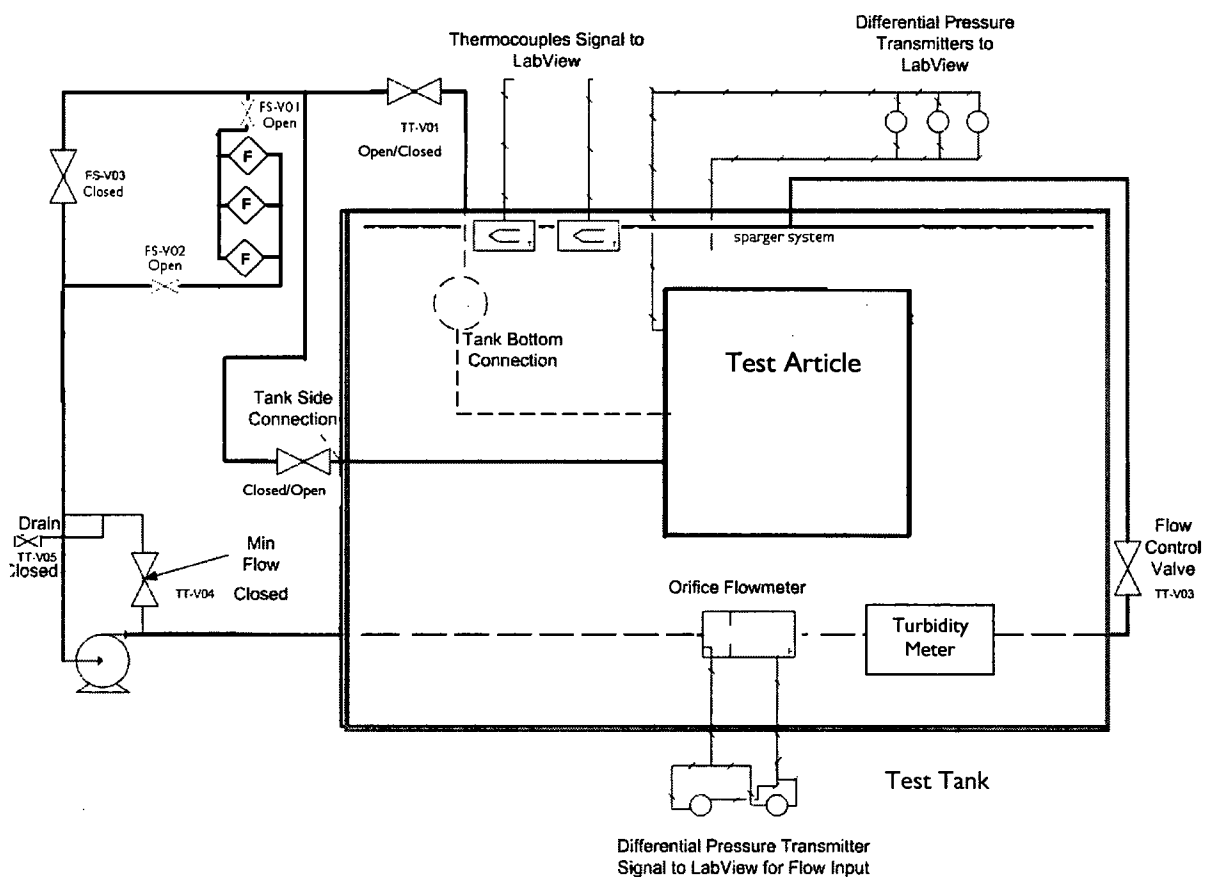 Thermocouples Signal to
LabView
Differential Pressure
Transmitters to
LabView
FS-V01
Open
TT-V01
Open/Closed
F
FS-V03
Closed
F
sparger system
FS-V02
Open
F
Tank Bottom
Connection
Test Article
Tank Side
Connection
Closed/Open
Drain
TT-V05
Closed
Min
Flow
TT-V04 Closed
Flow
Control
Valve
TT-V03
Orifice Flowmeter
Turbidity
Meter
Test Tank
Differential Pressure Transmitter
Signal to LabView for Flow Input